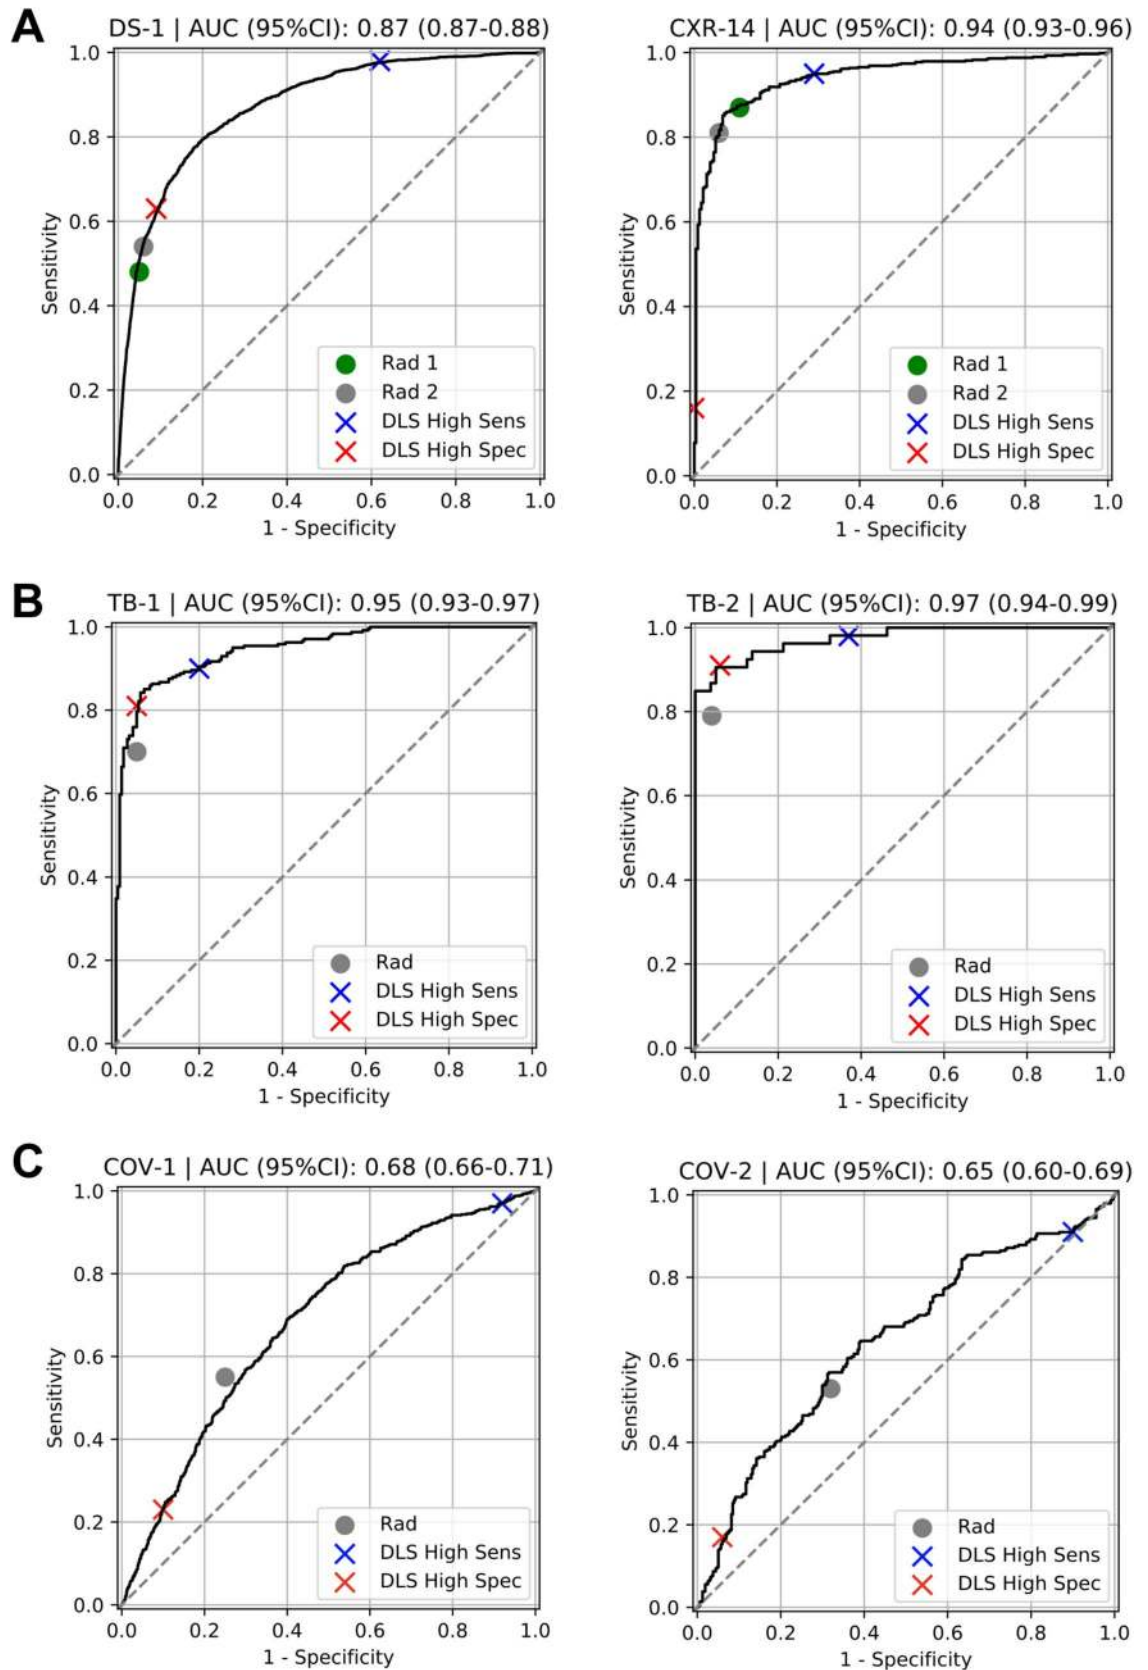 A
DS-1 | AUC (95%CI): 0.87 (0.87-0.88)
1.0
0.8
0.6
0.4
0.2
0.0
Sensitivity
Rad 1
Rad 2
DLS High Sens
DLS High Spec
0.0 0.2 0.4 0.6 0.8 1.0
1 - Specificity
CXR-14 | AUC (95%CI): 0.94 (0.93-0.96)
1.0
0.8
0.6
0.4
0.2
0.0
Sensitivity
Rad 1
Rad 2
DLS High Sens
DLS High Spec
0.0 0.2 0.4 0.6 0.8 1.0
1 - Specificity
B
TB-1 | AUC (95%CI): 0.95 (0.93-0.97)
1.0
0.8
0.6
0.4
0.2
0.0
Sensitivity
Rad
DLS High Sens
DLS High Spec
0.0 0.2 0.4 0.6 0.8 1.0
1 - Specificity
TB-2 | AUC (95%CI): 0.97 (0.94-0.99)
1.0
0.8
0.6
0.4
0.2
0.0
Sensitivity
Rad
DLS High Sens
DLS High Spec
0.0 0.2 0.4 0.6 0.8 1.0
1 - Specificity
C
COV-1 | AUC (95%CI): 0.68 (0.66-0.71)
1.0
0.8
0.6
0.4
0.2
0.0
Sensitivity
Rad
DLS High Sens
DLS High Spec
0.0 0.2 0.4 0.6 0.8 1.0
1 - Specificity
COV-2 | AUC (95%CI): 0.65 (0.60-0.69)
1.0
0.8
0.6
0.4
0.2
0.0
Sensitivity
Rad
DLS High Sens
DLS High Spec
0.0 0.2 0.4 0.6 0.8 1.0
1 - Specificity